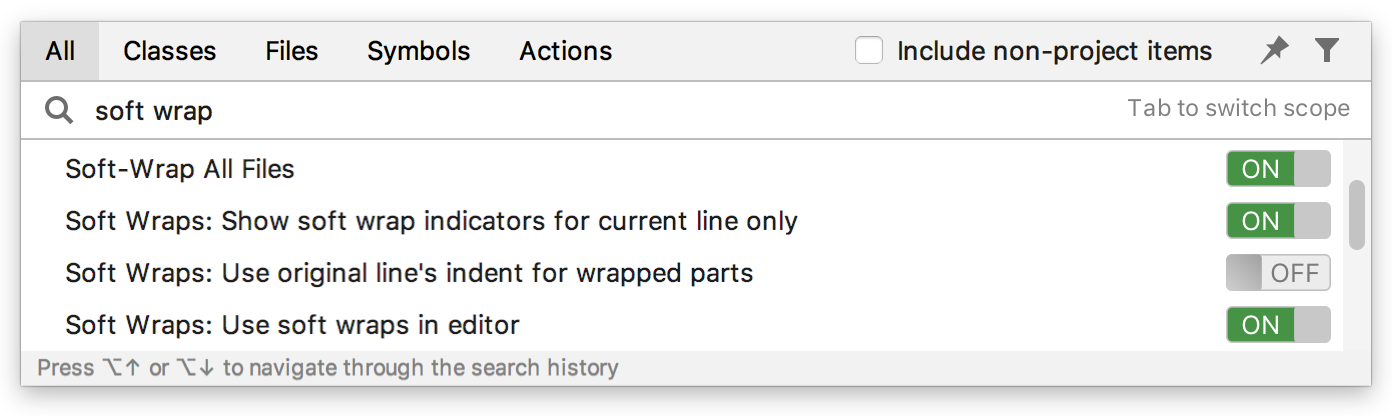 All Classes Files Symbols Actions Include non-project items
soft wrap Tab to switch scope
Soft-Wrap All Files ON
Soft Wraps: Show soft wrap indicators for current line only ON
Soft Wraps: Use original line's indent for wrapped parts OFF
Soft Wraps: Use soft wraps in editor ON
Press ⌥↑ or ⌥↓ to navigate through the search history